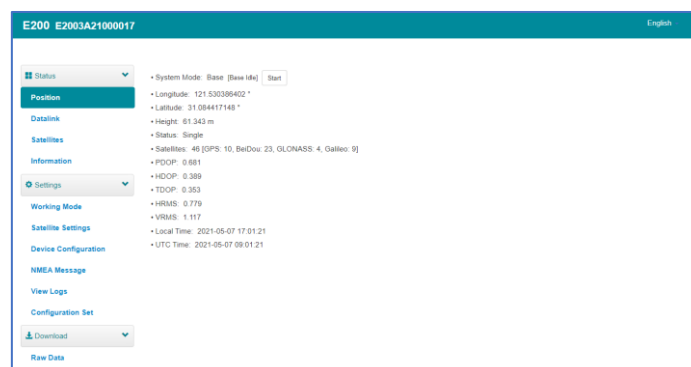 E200 E2003A21000017
English
Status
Position
Datalink
Satellites
Information
Settings
Working Mode
Satellite Settings
Device Configuration
NMEA Message
View Logs
Configuration Set
Download
Raw Data
• System Mode: Base [Base Idle] Start
• Longitude: 121.530386402 °
• Latitude: 31.084417148 °
• Height: 61.343 m
• Status: Single
• Satellites: 46 [GPS: 10, BeiDou: 23, GLONASS: 4, Galileo: 9]
• PDOP: 0.681
• HDOP: 0.389
• TDOP: 0.353
• HRMS: 0.779
• VRMS: 1.117
• Local Time: 2021-05-07 17:01:21
• UTC Time: 2021-05-07 09:01:21